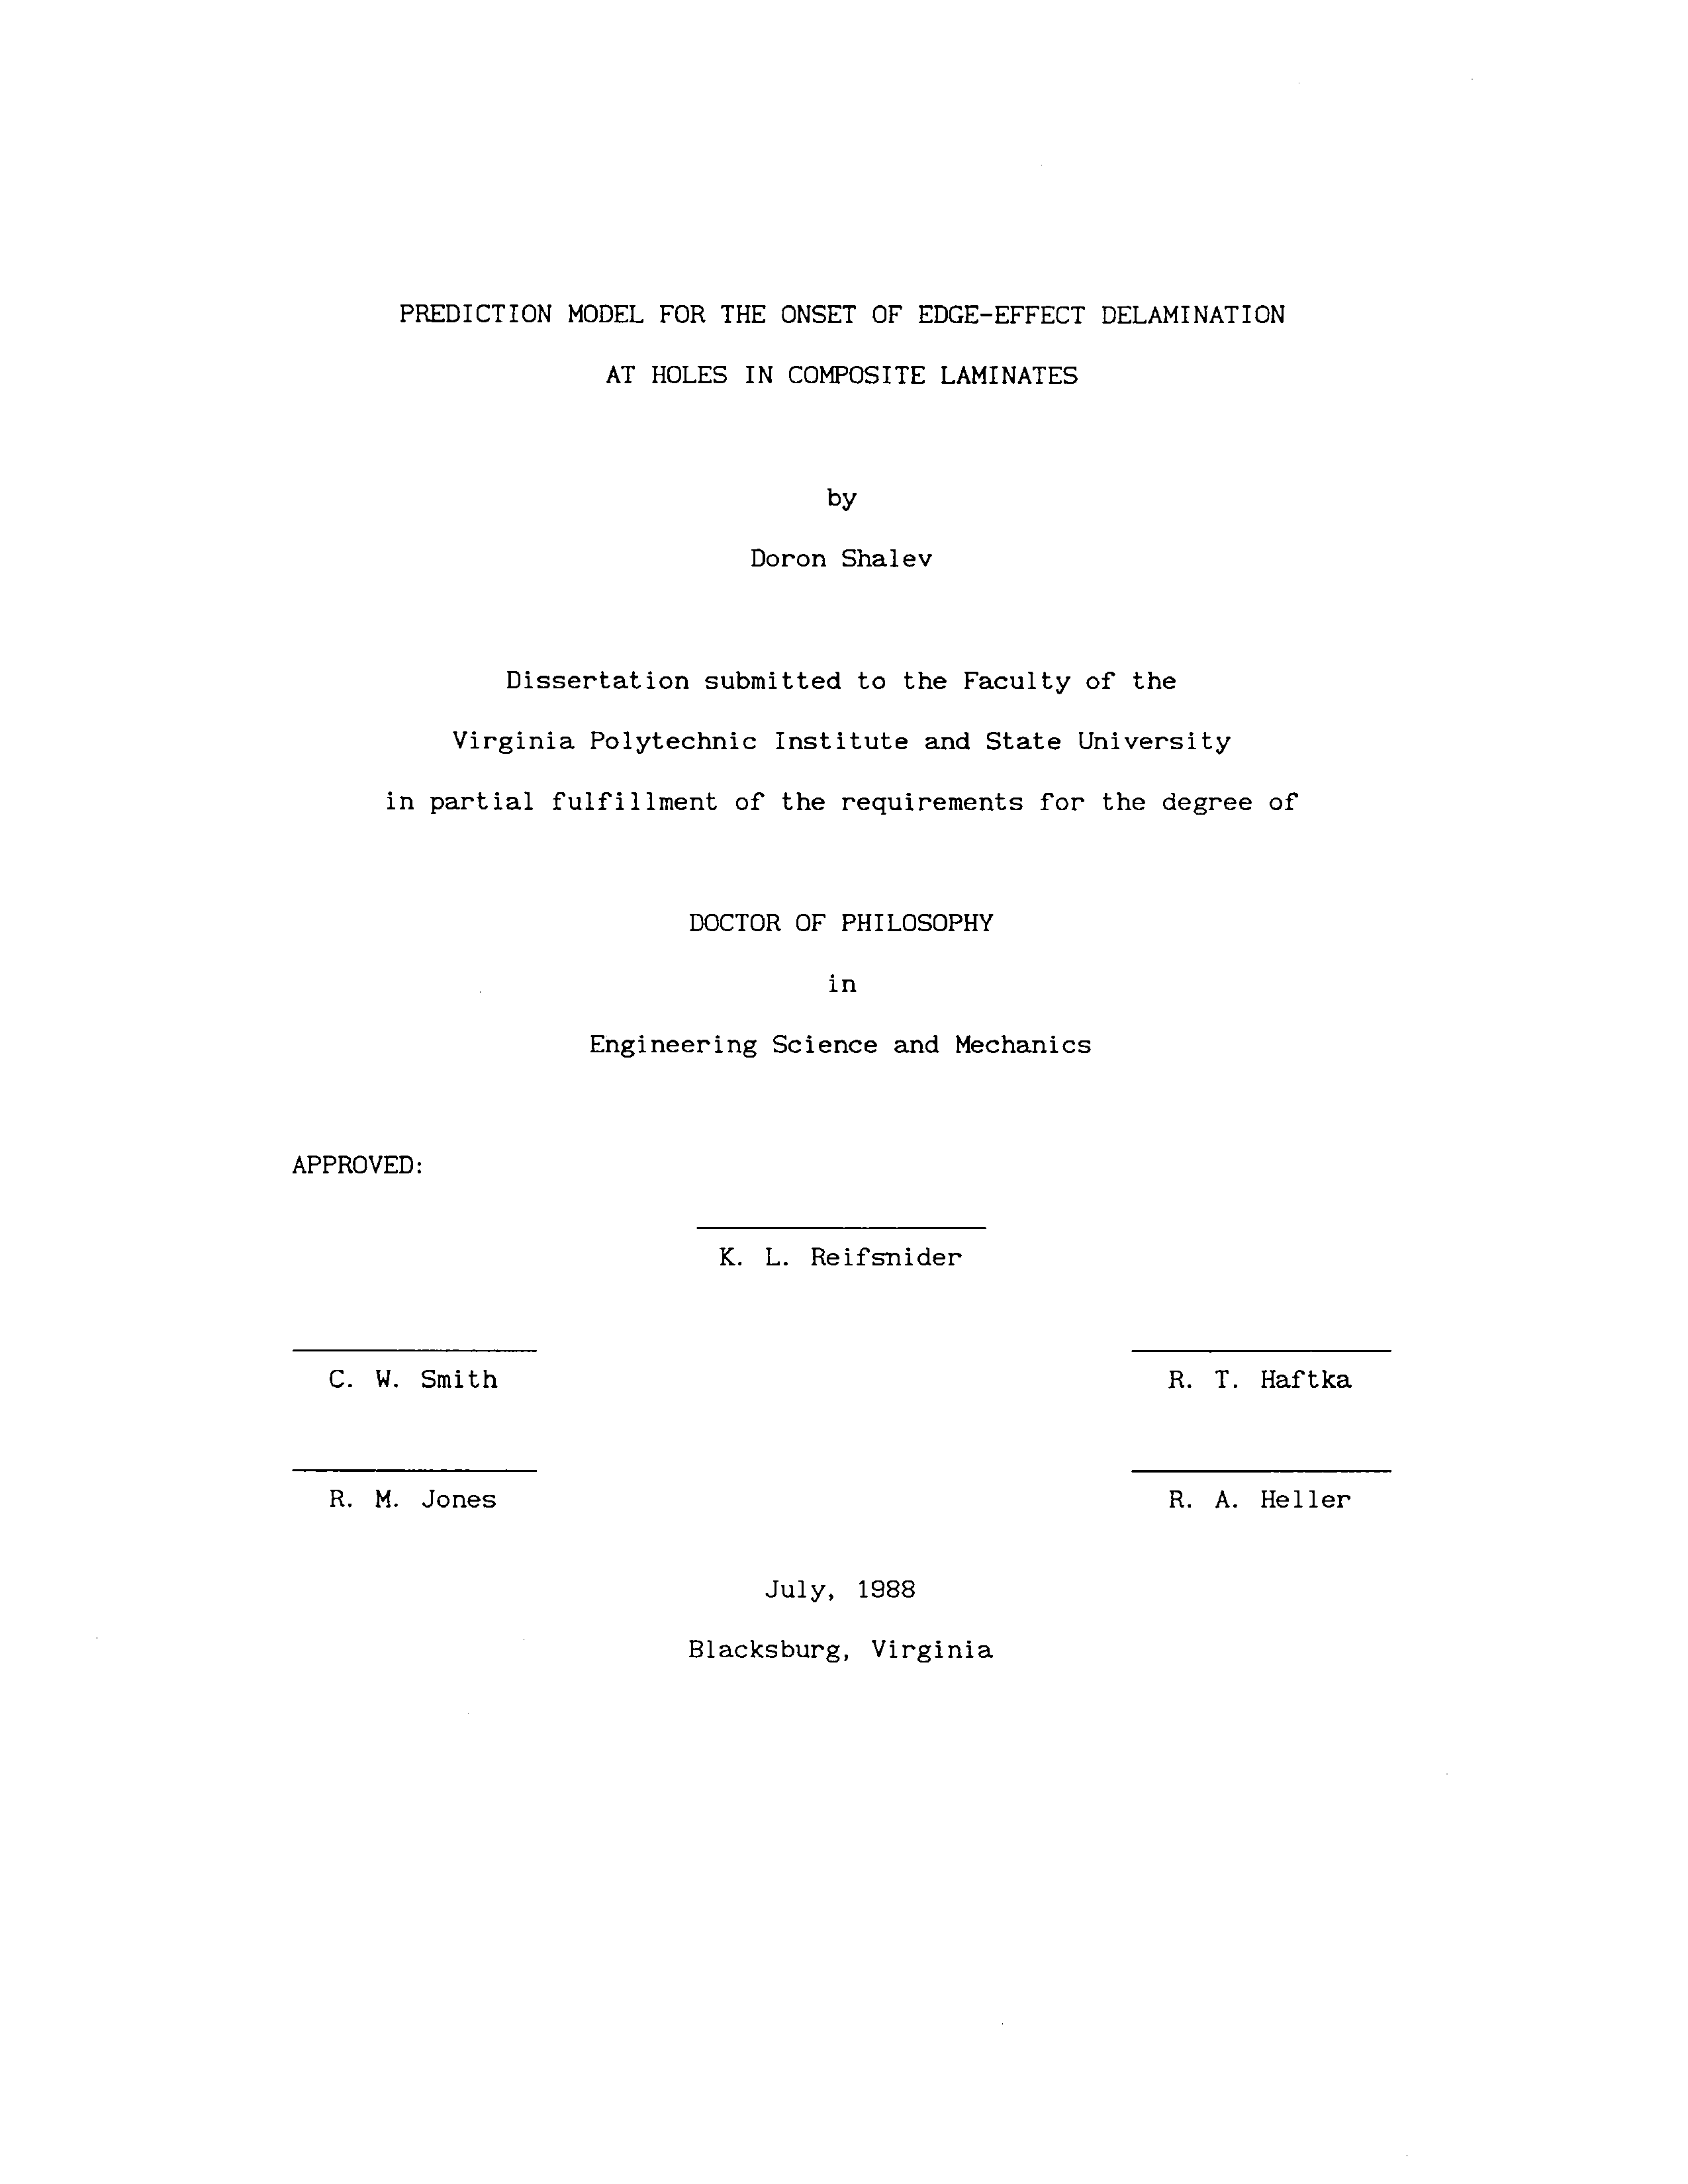 PREDICTION MODEL FOR THE ONSET OF EDGE-EFFECT DELAMINATION
AT HOLES IN COMPOSITE LAMINATES
by
Doron Shalev
Dissertation submitted to the Faculty of the
Virginia Polytechnic Institute and State University
in partial fulfillment of the requirements for the degree of
DOCTOR OF PHILOSOPHY
in
Engineering Science and Mechanics
APPROVED:
K. L. Reifsnider
C. W. Smith
R. T. Haftka
R. M. Jones
R. A. Heller
July, 1988
Blacksburg, Virginia